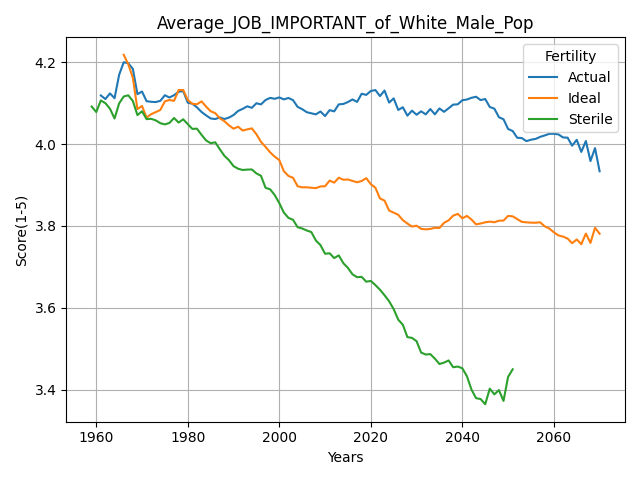 Average_JOB_IMPORTANT_of_White_Male_Pop
Fertility
Actual
Ideal
Sterile
Score(1-5)
4.2
4.0
3.8
3.6
3.4
1960 1980 2000 2020 2040 2060
Years